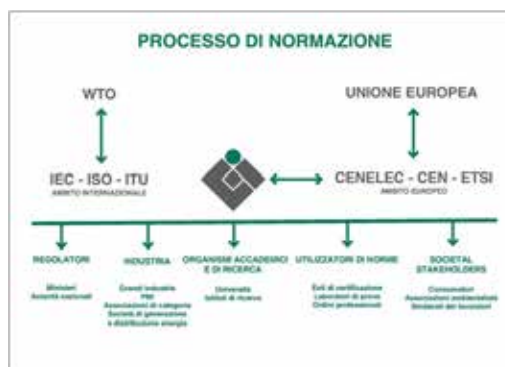 PROCESSO DI NORMAZIONE
WTO
UNIONE EUROPEA
IEC - ISO - ITU
AMBITO INTERNAZIONALE
CENELEC - CEN - ETSI
AMBITO EUROPEO
REGOLATORI
Ministeri
Autorità nazionali
INDUSTRIA
Grandi industrie
PMI
Associazioni di categoria
Società di generazione
e distribuzione energia
ORGANISMI ACCADEMICI
E DI RICERCA
Università
Istituti di ricerca
UTILIZZATORI DI NORME
Enti di certificazione
Laboratori di prova
Ordini professionali
SOCIETAL
STAKEHOLDERS
Consumatori
Associazioni ambientaliste
Sindacati dei lavoratori